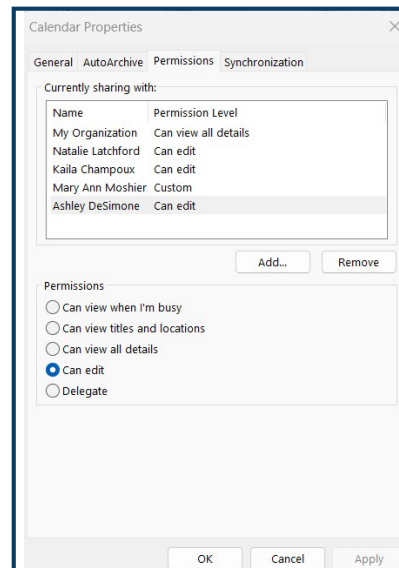 Calendar Properties
General AutoArchive Permissions Synchronization
Currently sharing with:
Name Permission Level
My Organization Can view all details
Natalie Latchford Can edit
Kaila Champoux Can edit
Mary Ann Moshier Custom
Ashley DeSimone Can edit
Add... Remove
Permissions
Can view when I'm busy
Can view titles and locations
Can view all details
Can edit
Delegate
OK Cancel Apply